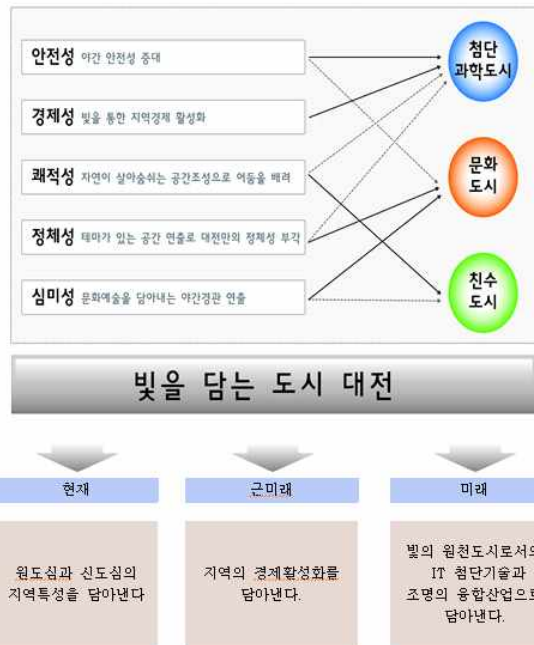 안전성 야간 안전성 증대
첨단
과학도시
경제성 빛을 통한 지역경제 활성화
쾌적성 자연이 살아숨쉬는 공간조성으로 어둠을 배려
문화
도시
정체성 테마가 있는 공간 연출로 대전만의 정체성 부각
심미성 문화예술을 담아내는 야간경관 연출
친수
도시
빛을 담는 도시 대전
현재
근미래
미래
원도심과 신도심의
지역특성을 담아낸다
지역의 경제활성화를
담아낸다.
빛의 원천도시로서의
IT 첨단기술과
조명의 융합산업으로
담아낸다.